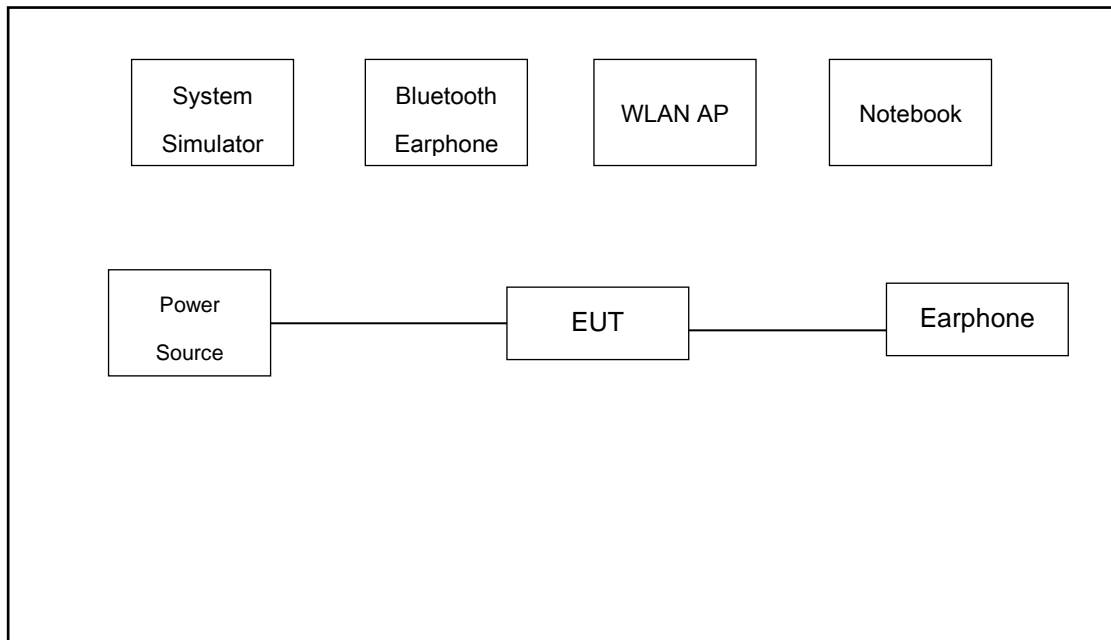 System
Simulator
Bluetooth
Earphone
WLAN AP
Notebook
Power
Source
EUT
Earphone